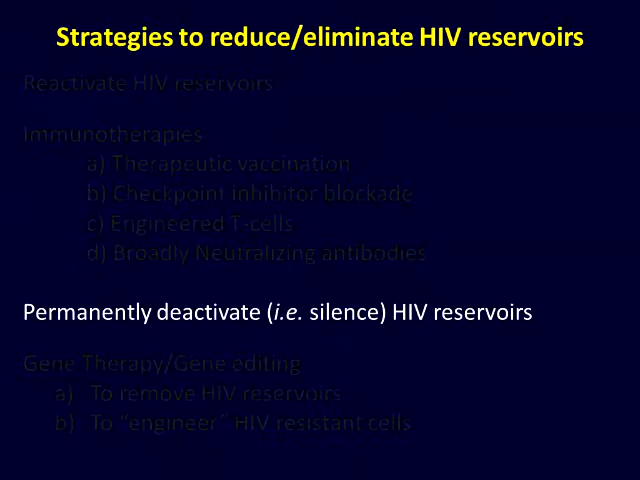 Strategies to reduce/eliminate HIV reservoirs
Reactivate HIV reservoirs
Immunotherapies
a) Therapeutic vaccination
b) Checkpoint inhibitor blockade
c) Engineered T-cells
d) Broadly Neutralizing antibodies
Permanently deactivate (i.e. silence) HIV reservoirs
Gene Therapy/Gene editing
a) To remove HIV reservoirs
b) To “engineer” HIV resistant cells